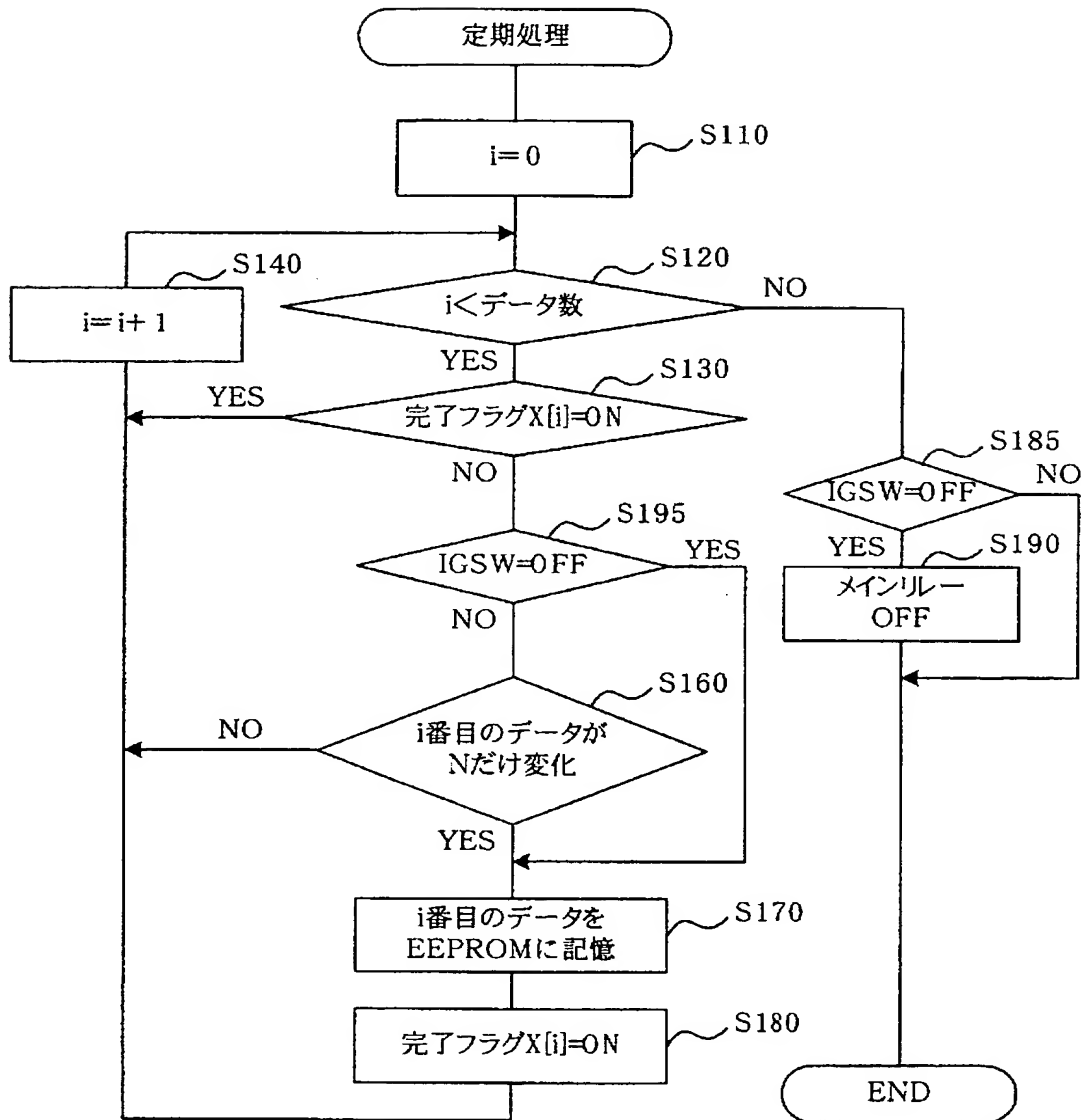 定期処理
S110
i=0
S140
i=i+1
S120
i<データ数
NO
YES
S130
YES
完了フラグX[i]=ON
NO
S185
IGSW=OFF
NO
S195
IGSW=OFF
YES
NO
YES
S190
メインリレー
OFF
S160
NO
i番目のデータが
Nだけ変化
YES
S170
i番目のデータを
EEPROMに記憶
S180
完了フラグX[i]=ON
END